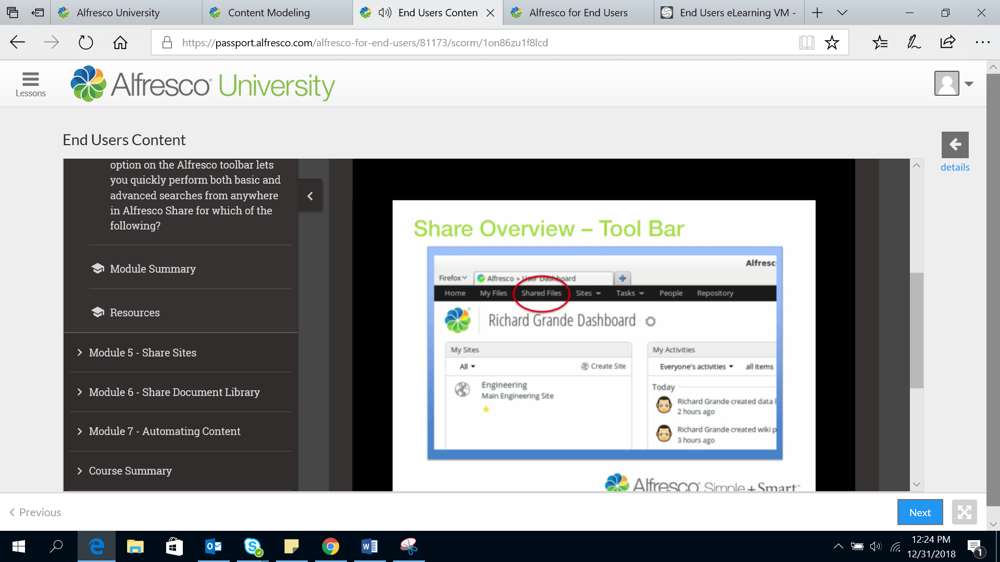 Alfresco University
Content Modeling
End Users Conten
Alfresco for End Users
End Users eLearning VM -
https://passport.alfresco.com/alfresco-for-end-users/81173/scorm/1on86zu1f8lcd
Lessons
Alfresco University
End Users Content
details
option on the Alfresco toolbar lets
you quickly perform both basic and
advanced searches from anywhere
in Alfresco Share for which of the
following?
Module Summary
Resources
Module 5 - Share Sites
Module 6 - Share Document Library
Module 7 - Automating Content
Course Summary
Share Overview – Tool Bar
Alfresc
Firefox
Alfresco » User Dashboard
Home My Files Shared Files Sites Tasks People Repository
Richard Grande Dashboard
My Sites
All Create Site
Engineering
Main Engineering Site
My Activities
Everyone's activities all items
Today
Richard Grande created data l
2 hours ago
Richard Grande created wiki p
3 hours ago
Alfresco Simple + Smart™
Previous
Next
12:24 PM
12/31/2018
1